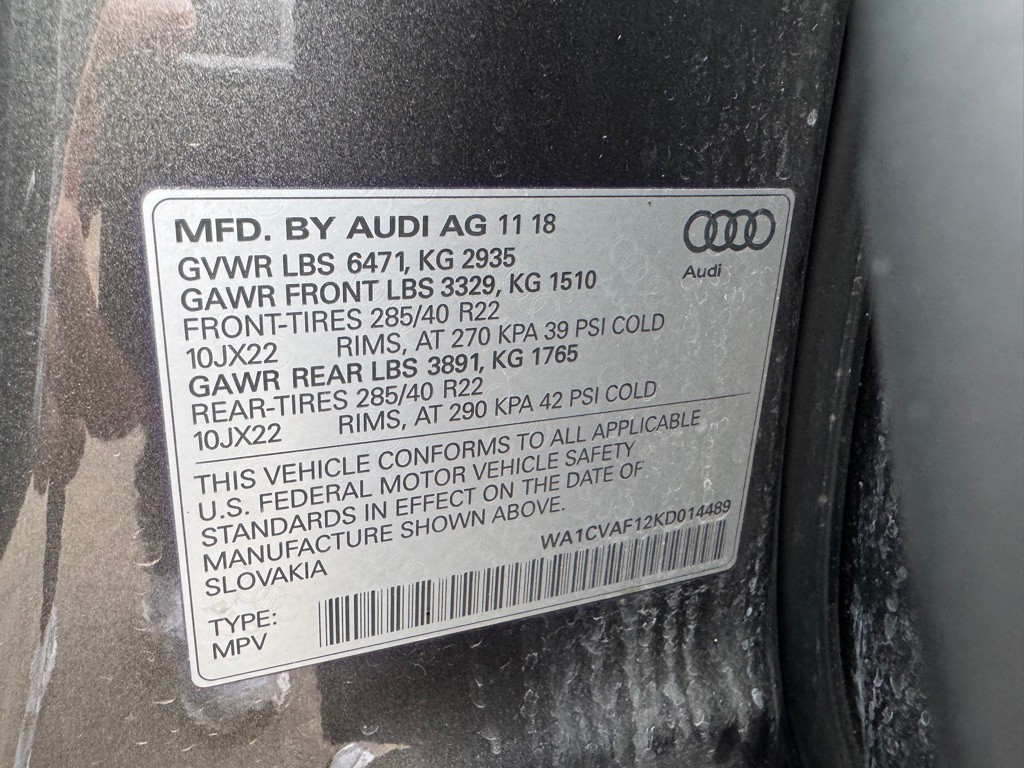 MFD. BY AUDI AG 11 18
Audi
GVWR LBS 6471, KG 2935
GAWR FRONT LBS 3329, KG 1510
FRONT-TIRES 285/40 R22
10JX22 RIMS, AT 270 KPA 39 PSI COLD
GAWR REAR LBS 3891, KG 1765
REAR-TIRES 285/40 R22
10JX22 RIMS, AT 290 KPA 42 PSI COLD
THIS VEHICLE CONFORMS TO ALL APPLICABLE
U.S. FEDERAL MOTOR VEHICLE SAFETY
STANDARDS IN EFFECT ON THE DATE OF
MANUFACTURE SHOWN ABOVE.
SLOVAKIA WA1CVAF12KD014489
TYPE:
MPV